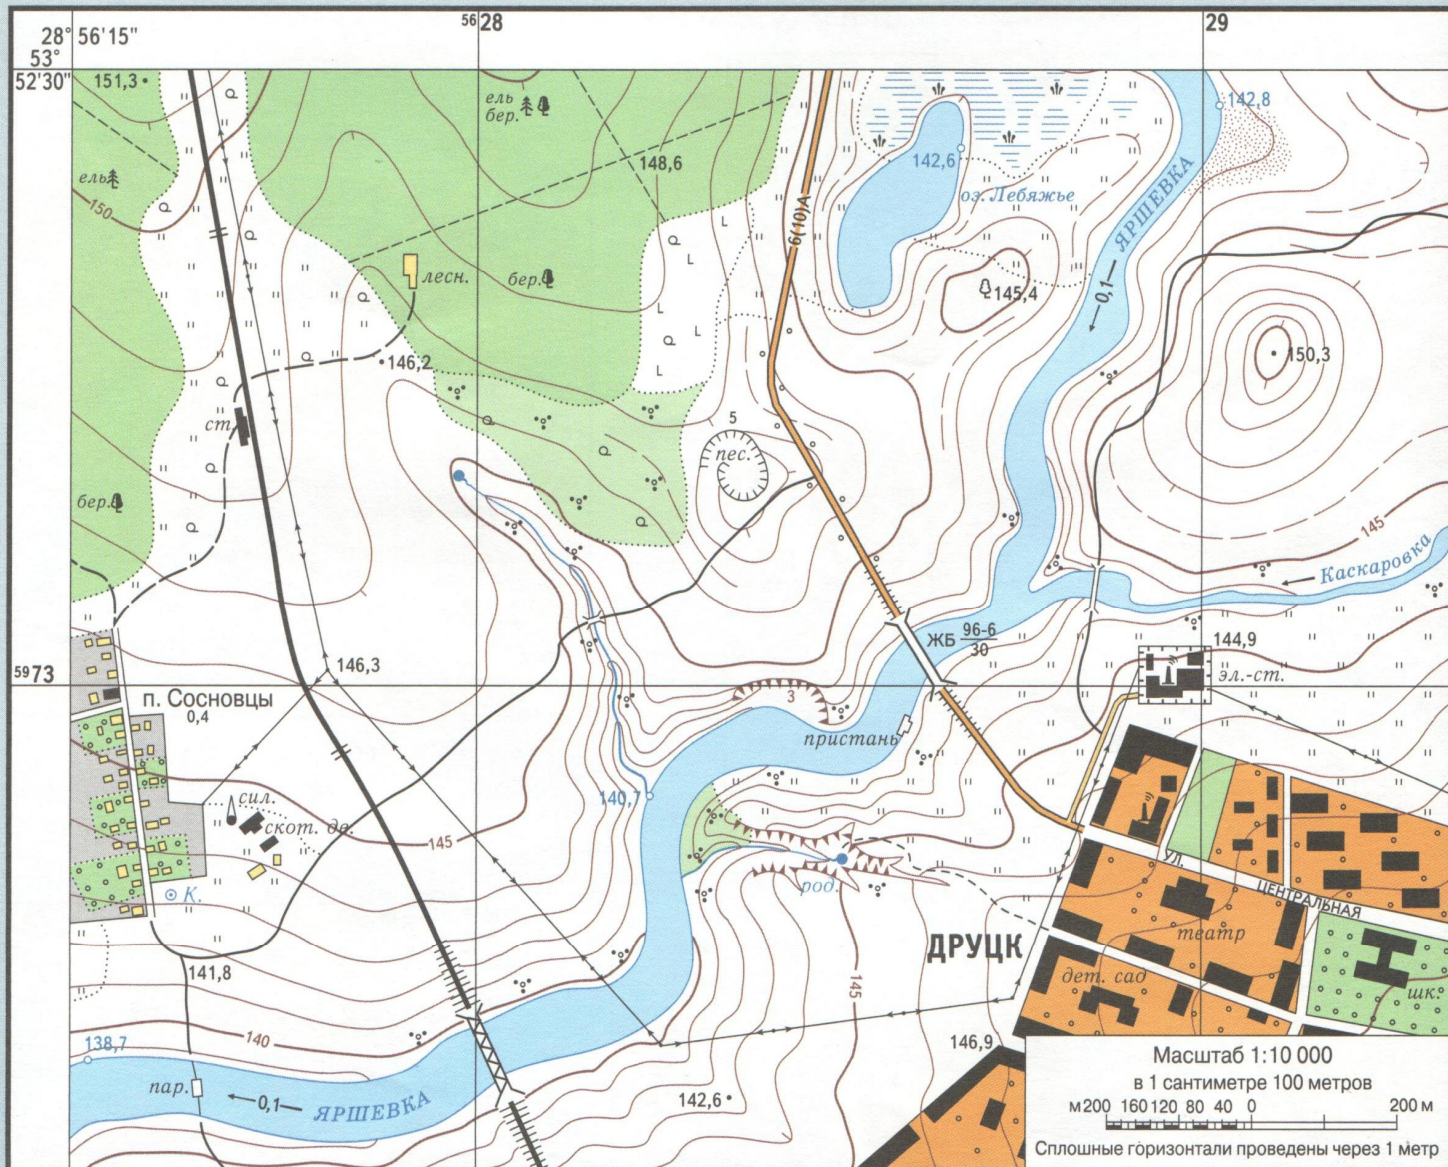 28° 56'15"
53°
52'30"
56 28
29
151,3
ель
бер.
148,6
142,6
142,8
ель
150
оз. Лебяжье
ЯРШЕВКА
0,1
6(10)А
лесн.
бер.
145,4
146,2
150,3
ст.
5
пес.
бер.
145
Каскаровка
ЖБ 96-6
30
144,9
эл.-ст.
59 73
146,3
п. Сосновцы
0,4
3
пристань
сил.
скот. дв.
140,7
145
К.
род.
УЛ.
ЦЕНТРАЛЬНАЯ
театр
ДРУЦК
дет. сад
шк.
141,8
145
140
138,7
пар.
0,1
ЯРШЕВКА
142,6
146,9
Масштаб 1:10 000
в 1 сантиметре 100 метров
м 200 160 120 80 40 0 200 м
Сплошные горизонтали проведены через 1 метр